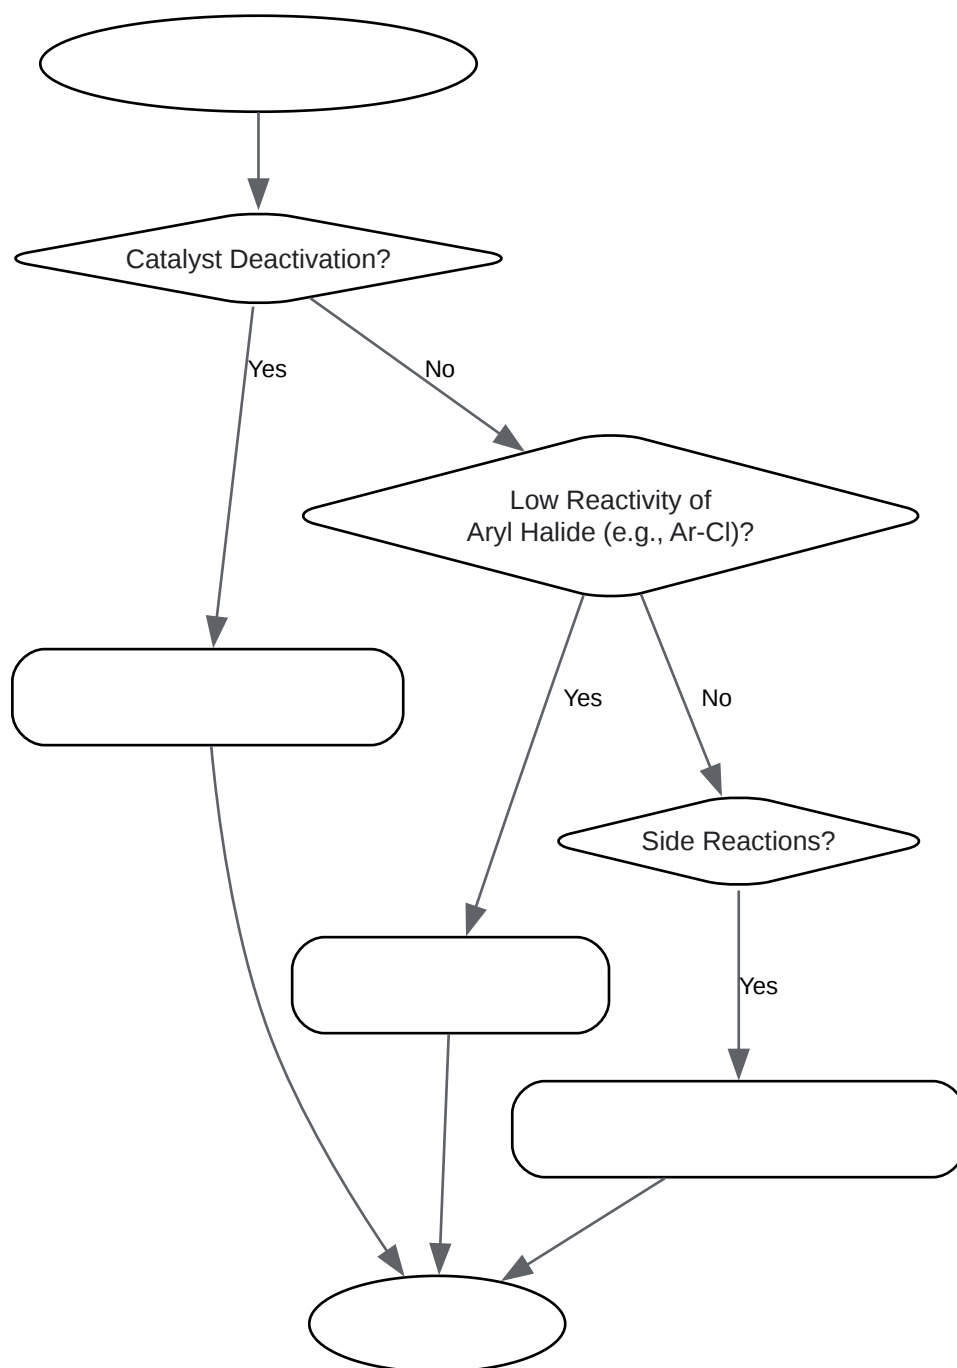 Catalyst Deactivation?
Yes
No
Low Reactivity of
Aryl Halide (e.g., Ar-Cl)?
Yes
No
Side Reactions?
Yes